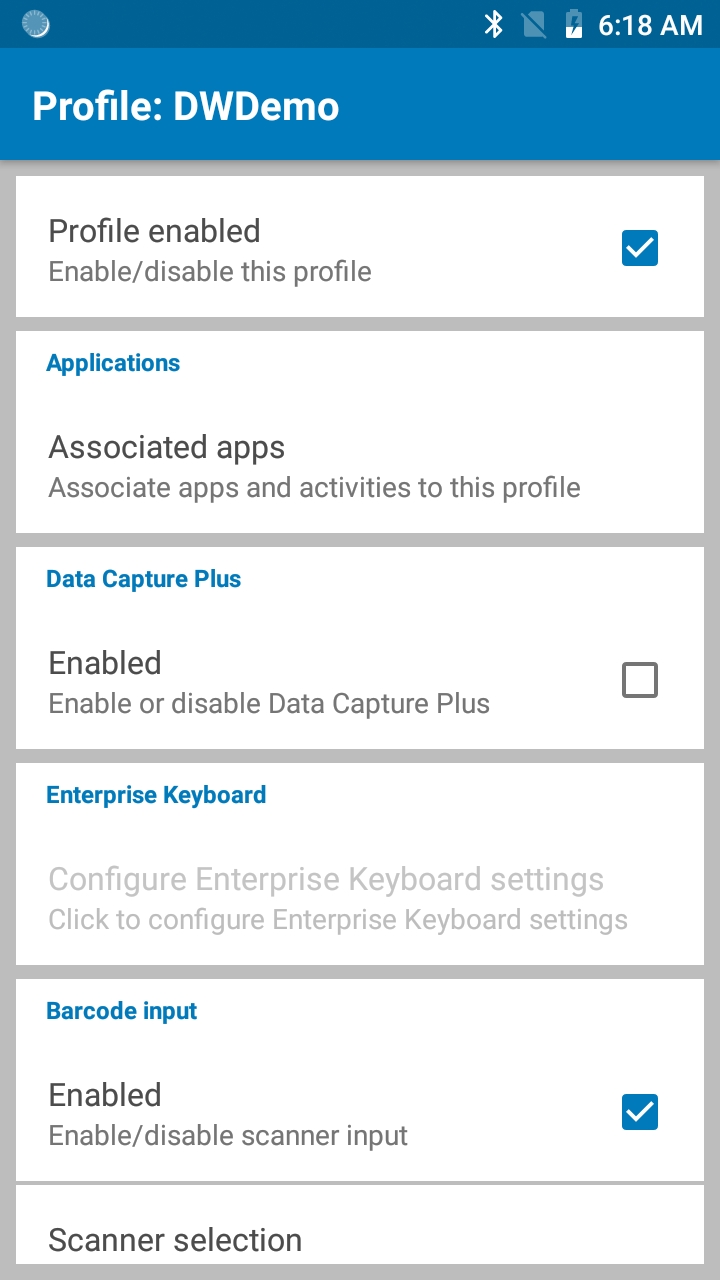 6:18 AM
Profile: DWDemo
Profile enabled
Enable/disable this profile
Applications
Associated apps
Associate apps and activities to this profile
Data Capture Plus
Enabled
Enable or disable Data Capture Plus
Enterprise Keyboard
Configure Enterprise Keyboard settings
Click to configure Enterprise Keyboard settings
Barcode input
Enabled
Enable/disable scanner input
Scanner selection